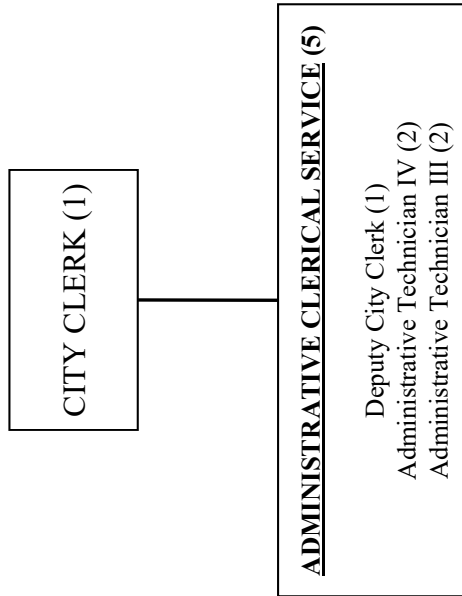 CITY CLERK (1)
ADMINISTRATIVE CLERICAL SERVICE (5)
Deputy City Clerk (1)
Administrative Technician IV (2)
Administrative Technician III (2)